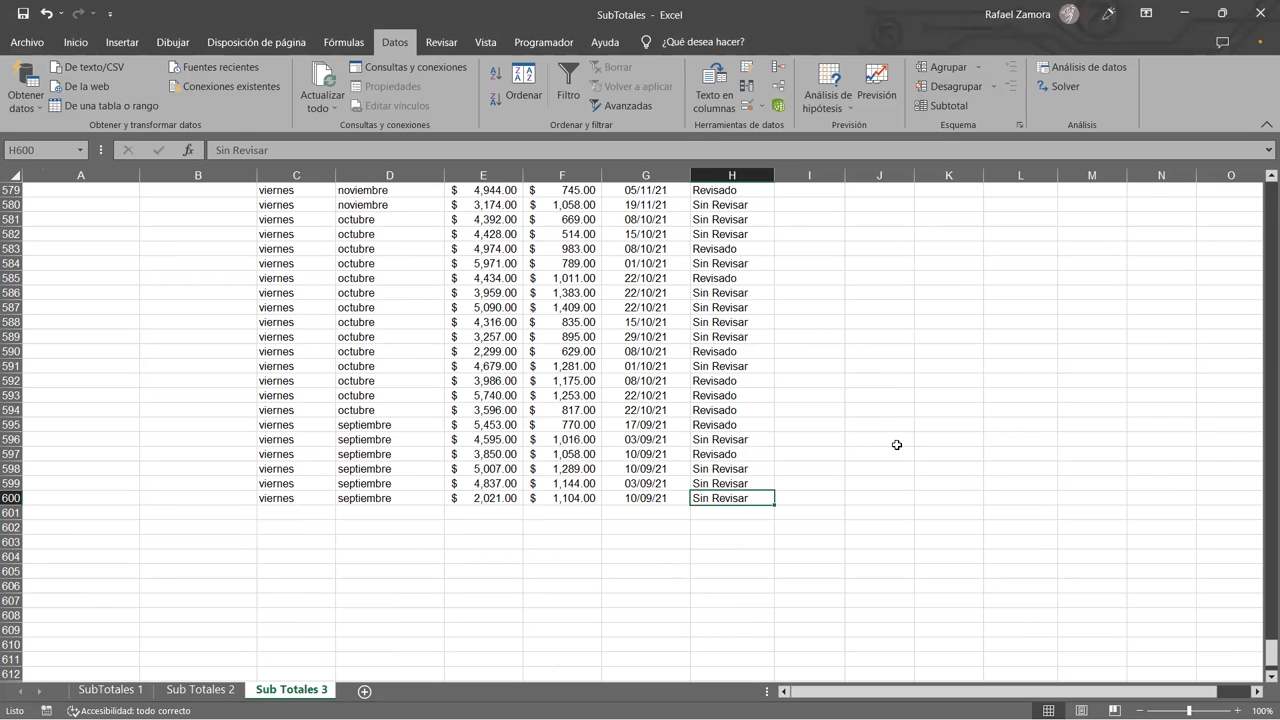 SubTotales - Excel
Rafael Zamora
Archivo Inicio Insertar Dibujar Disposición de página Fórmulas Datos Revisar Vista Programador Ayuda ¿Qué desea hacer?
Obtener datos
De texto/CSV
De la web
De una tabla o rango
Fuentes recientes
Conexiones existentes
Obtener y transformar datos
Actualizar todo
Consultas y conexiones
Propiedades
Editar vínculos
Consultas y conexiones
Ordenar
Filtro
Borrar
Volver a aplicar
Avanzadas
Ordenar y filtrar
Texto en columnas
Herramientas de datos
Análisis de hipótesis
Previsión
Previsión
Agrupar
Desagrupar
Subtotal
Esquema
Análisis de datos
Solver
Análisis
H600 fx Sin Revisar
A B C D E F G H I J K L M N O
579 viernes noviembre $ 4,944.00 $ 745.00 05/11/21 Revisado
580 viernes noviembre $ 3,174.00 $ 1,058.00 19/11/21 Sin Revisar
581 viernes octubre $ 4,392.00 $ 669.00 08/10/21 Sin Revisar
582 viernes octubre $ 4,428.00 $ 514.00 15/10/21 Sin Revisar
583 viernes octubre $ 4,974.00 $ 983.00 08/10/21 Revisado
584 viernes octubre $ 5,971.00 $ 789.00 01/10/21 Sin Revisar
585 viernes octubre $ 4,434.00 $ 1,011.00 22/10/21 Revisado
586 viernes octubre $ 3,959.00 $ 1,383.00 22/10/21 Sin Revisar
587 viernes octubre $ 5,090.00 $ 1,409.00 22/10/21 Sin Revisar
588 viernes octubre $ 4,316.00 $ 835.00 15/10/21 Sin Revisar
589 viernes octubre $ 3,257.00 $ 895.00 29/10/21 Sin Revisar
590 viernes octubre $ 2,299.00 $ 629.00 08/10/21 Revisado
591 viernes octubre $ 4,679.00 $ 1,281.00 01/10/21 Sin Revisar
592 viernes octubre $ 3,986.00 $ 1,175.00 08/10/21 Revisado
593 viernes octubre $ 5,740.00 $ 1,253.00 22/10/21 Revisado
594 viernes octubre $ 3,596.00 $ 817.00 22/10/21 Revisado
595 viernes septiembre $ 5,453.00 $ 770.00 17/09/21 Revisado
596 viernes septiembre $ 4,595.00 $ 1,016.00 03/09/21 Sin Revisar
597 viernes septiembre $ 3,850.00 $ 1,058.00 10/09/21 Revisado
598 viernes septiembre $ 5,007.00 $ 1,289.00 10/09/21 Sin Revisar
599 viernes septiembre $ 4,837.00 $ 1,144.00 03/09/21 Sin Revisar
600 viernes septiembre $ 2,021.00 $ 1,104.00 10/09/21 Sin Revisar
601
602
603
604
605
606
607
608
609
610
611
612
SubTotales 1 Sub Totales 2 Sub Totales 3
Listo Accesibilidad: todo correcto 100%